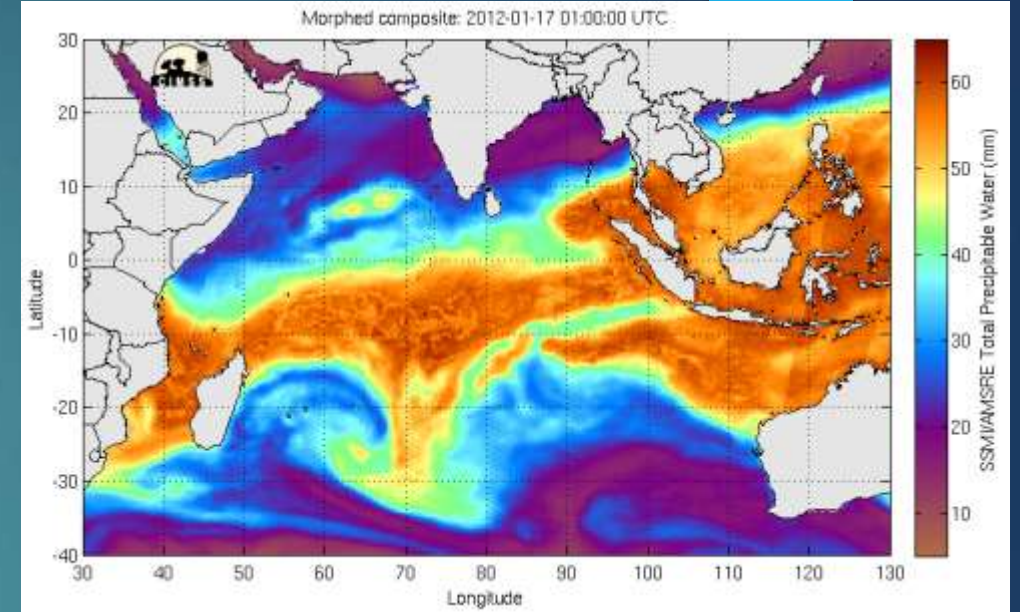 Morphed composite: 2012-01-17 01:00:00 UTC
30
20
10
0
-10
-20
-30
-40
Latitude
30 40 50 60 70 80 90 100 110 120 130
Longitude
60
50
40
30
20
10
SSMI/AMSRE Total Precipitable Water (mm)
CIMSS